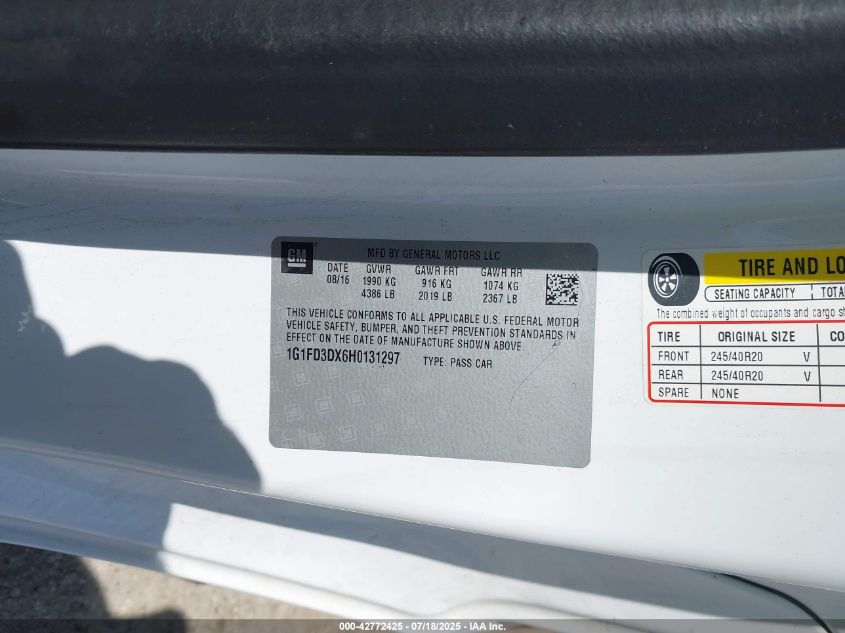 GM
MFD BY GENERAL MOTORS LLC
DATE GVWR GAWR FRT GAWR RR
08/16 1990 KG 916 KG 1074 KG
4386 LB 2019 LB 2367 LB
THIS VEHICLE CONFORMS TO ALL APPLICABLE U.S. FEDERAL MOTOR
VEHICLE SAFETY, BUMPER, AND THEFT PREVENTION STANDARDS IN
EFFECT ON THE DATE OF MANUFACTURE SHOWN ABOVE.
1G1FD3DX6H0131297 TYPE: PASS CAR
TIRE AND LO
SEATING CAPACITY TOTA
The combined weight of occupants and cargo sh
TIRE ORIGINAL SIZE CO
FRONT 245/40R20 V
REAR 245/40R20 V
SPARE NONE
000-42772425 - 07/18/2025 - IAA Inc.